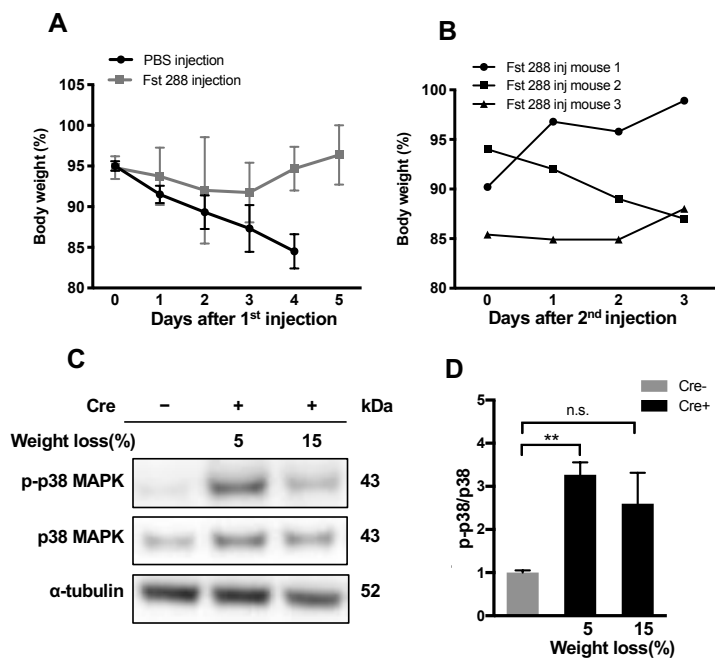 A
PBS injection
Fst 288 injection
105
100
95
90
85
80
Body weight (%)
0 1 2 3 4 5
Days after 1st injection
B
Fst 288 inj mouse 1
Fst 288 inj mouse 2
Fst 288 inj mouse 3
100
95
90
85
80
Body weight (%)
0 1 2 3
Days after 2nd injection
C
Cre − + + kDa
Weight loss(%) 5 15
p-p38 MAPK 43
p38 MAPK 43
α-tubulin 52
D
Cre-
Cre+
n.s.
**
5
4
3
2
1
0
p-p38/p38
5 15
Weight loss(%)